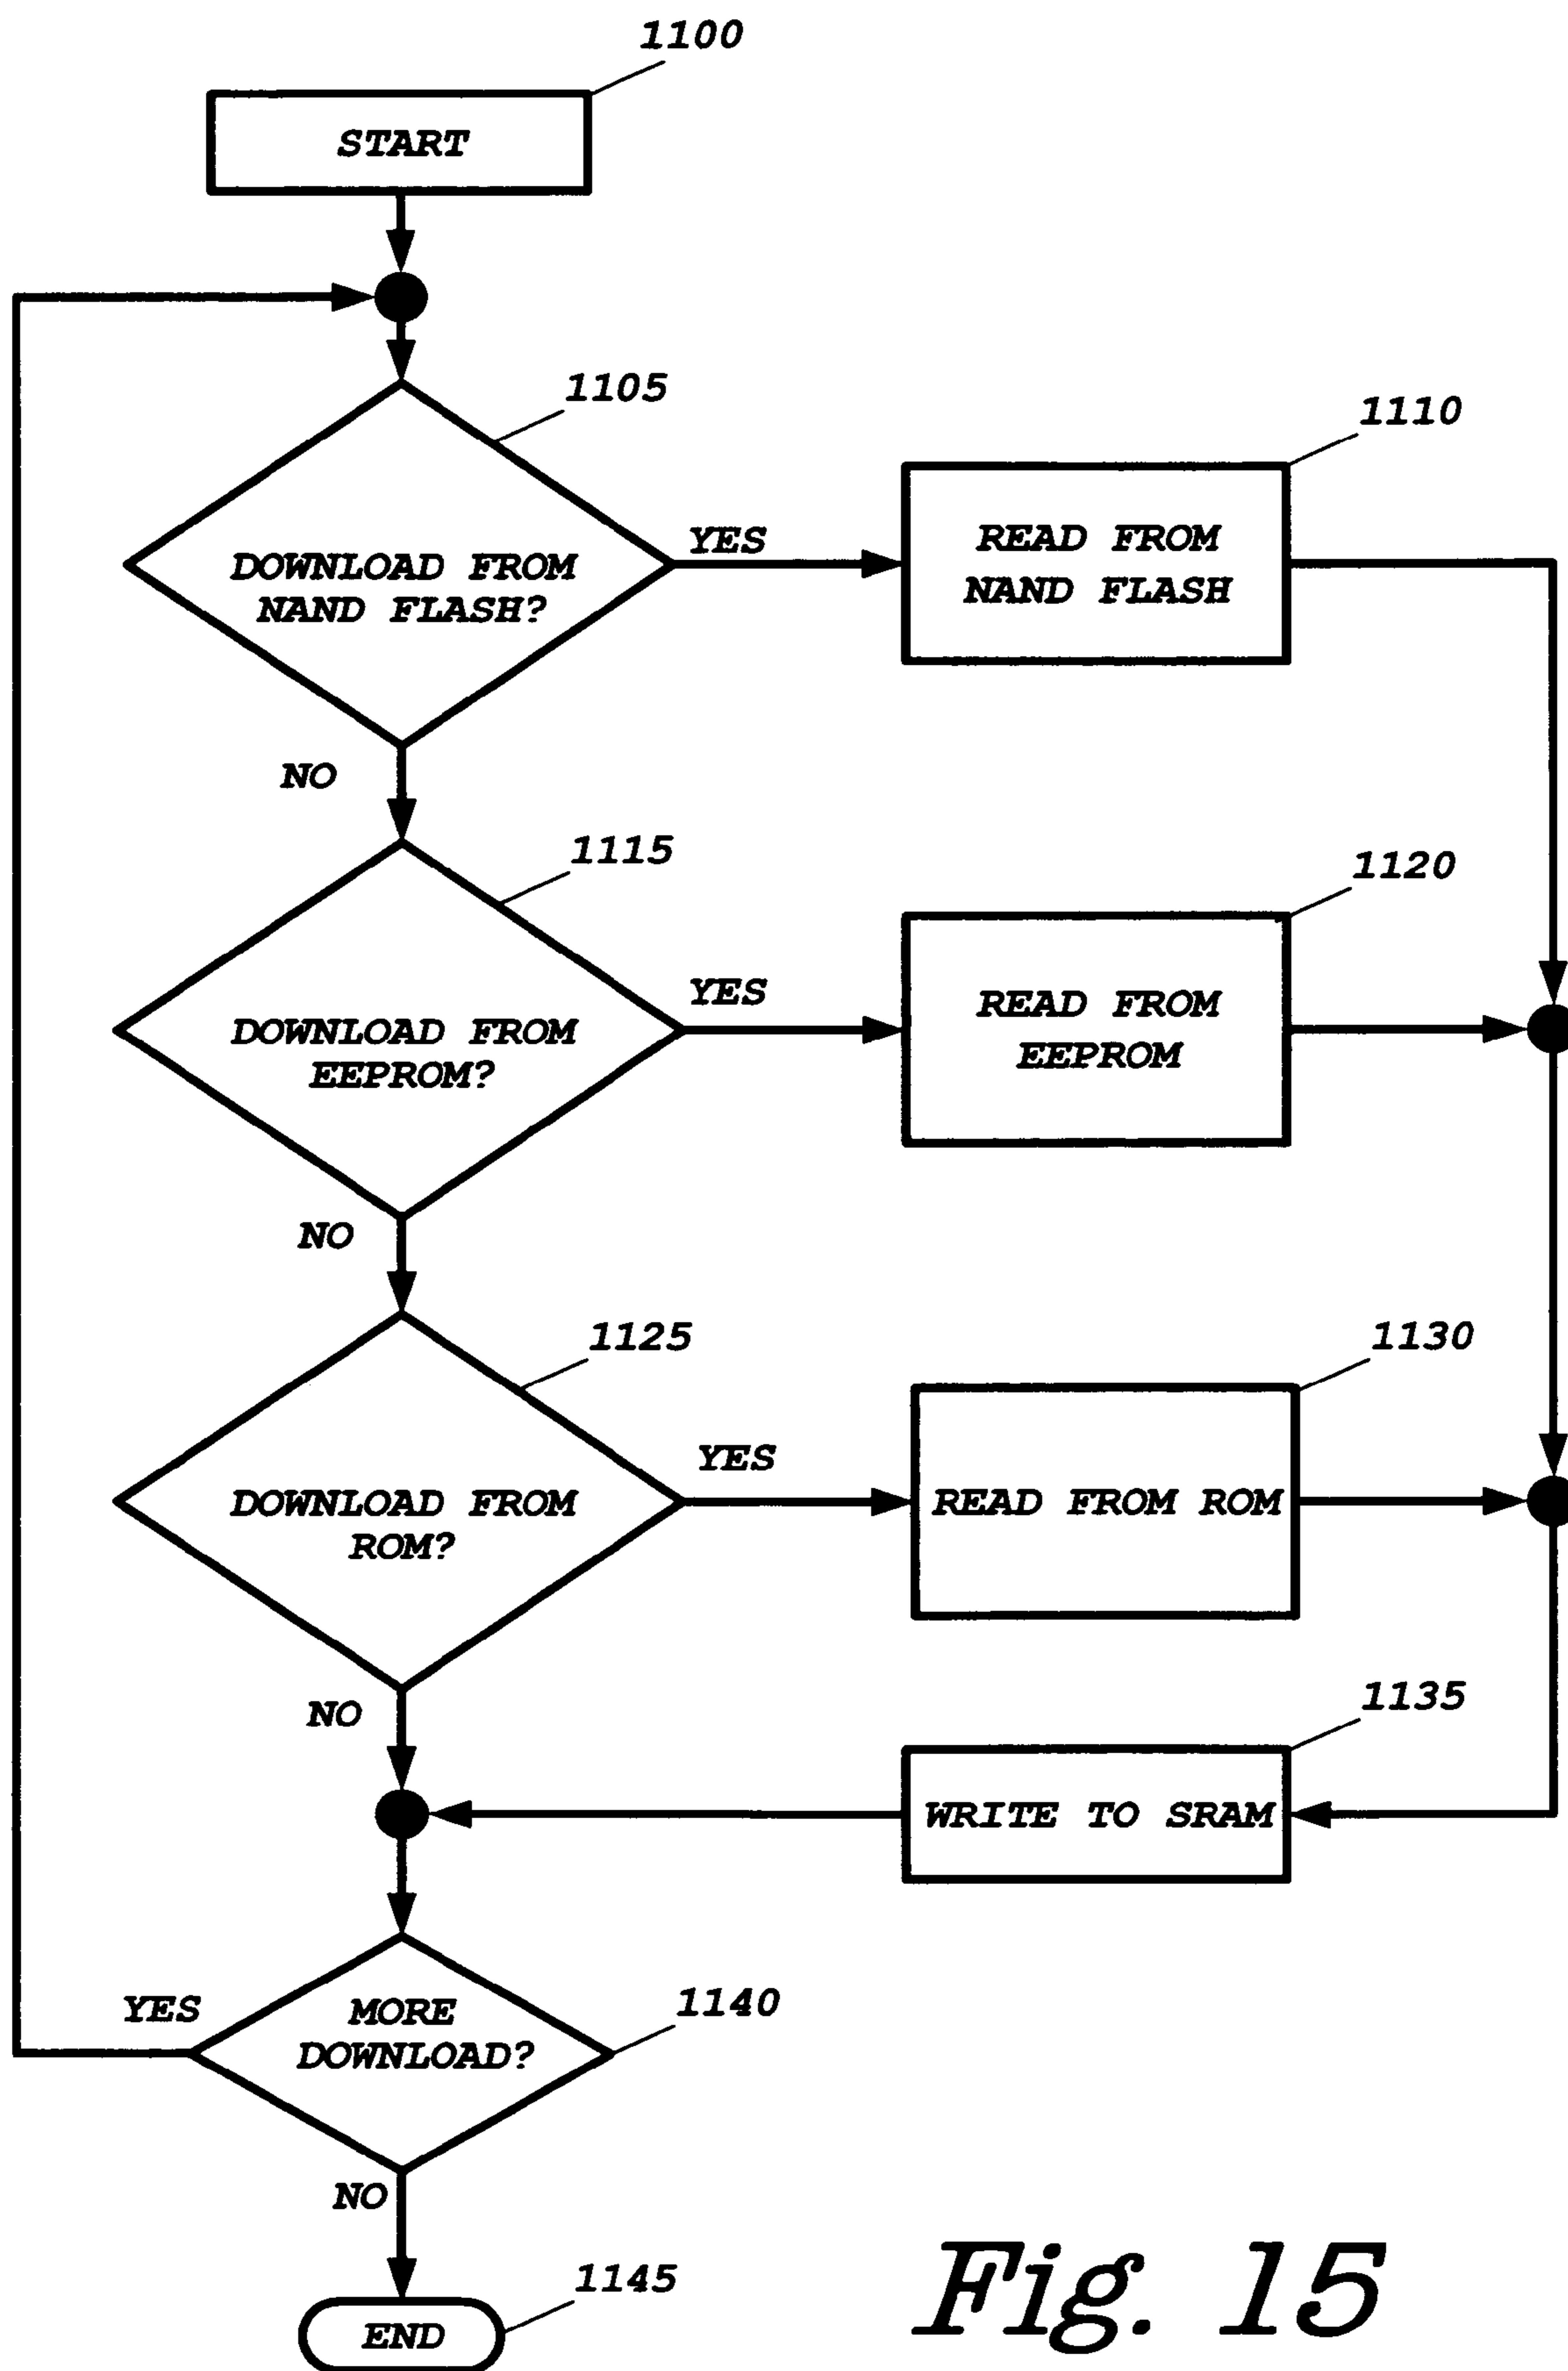 1100
START
1105
1110
DOWNLOAD FROM
NAND FLASH?
YES
READ FROM
NAND FLASH
NO
1115
1120
DOWNLOAD FROM
EEPROM?
YES
READ FROM
EEPROM
NO
1125
1130
DOWNLOAD FROM
ROM?
YES
READ FROM ROM
NO
1135
WRITE TO SRAM
YES
MORE
DOWNLOAD?
1140
NO
1145
END
Fig. 15